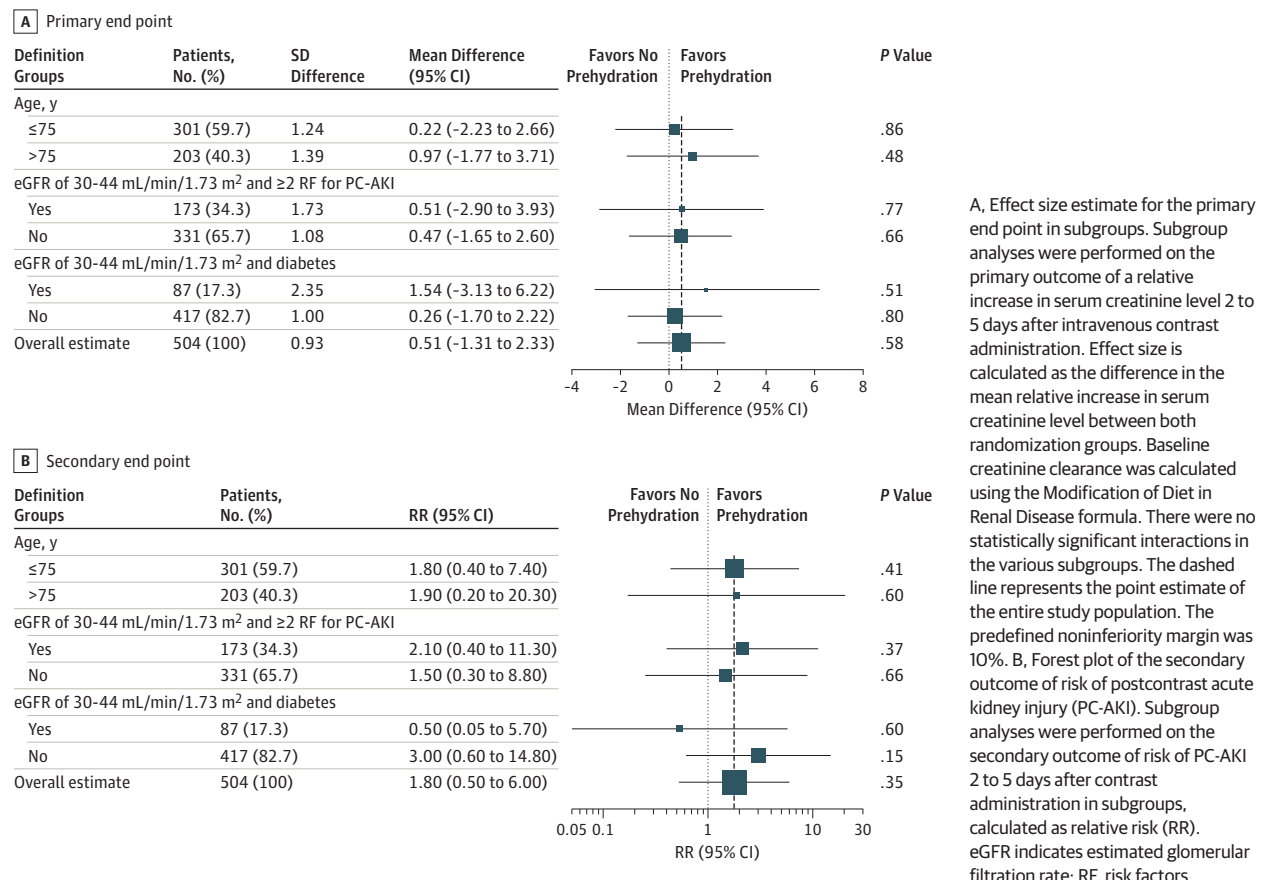 A Primary end point
Definition Groups Patients, No. (%) SD Difference Mean Difference (95% CI) Favors No Prehydration Favors Prehydration P Value
Age, y
≤75 301 (59.7) 1.24 0.22 (-2.23 to 2.66) .86
>75 203 (40.3) 1.39 0.97 (-1.77 to 3.71) .48
eGFR of 30-44 mL/min/1.73 m² and ≥2 RF for PC-AKI
Yes 173 (34.3) 1.73 0.51 (-2.90 to 3.93) .77
No 331 (65.7) 1.08 0.47 (-1.65 to 2.60) .66
eGFR of 30-44 mL/min/1.73 m² and diabetes
Yes 87 (17.3) 2.35 1.54 (-3.13 to 6.22) .51
No 417 (82.7) 1.00 0.26 (-1.70 to 2.22) .80
Overall estimate 504 (100) 0.93 0.51 (-1.31 to 2.33) .58
-4 -2 0 2 4 6 8
Mean Difference (95% CI)
B Secondary end point
Definition Groups Patients, No. (%) RR (95% CI) Favors No Prehydration Favors Prehydration P Value
Age, y
≤75 301 (59.7) 1.80 (0.40 to 7.40) .41
>75 203 (40.3) 1.90 (0.20 to 20.30) .60
eGFR of 30-44 mL/min/1.73 m² and ≥2 RF for PC-AKI
Yes 173 (34.3) 2.10 (0.40 to 11.30) .37
No 331 (65.7) 1.50 (0.30 to 8.80) .66
eGFR of 30-44 mL/min/1.73 m² and diabetes
Yes 87 (17.3) 0.50 (0.05 to 5.70) .60
No 417 (82.7) 3.00 (0.60 to 14.80) .15
Overall estimate 504 (100) 1.80 (0.50 to 6.00) .35
0.05 0.1 1 10 30
RR (95% CI)
A, Effect size estimate for the primary
end point in subgroups. Subgroup
analyses were performed on the
primary outcome of a relative
increase in serum creatinine level 2 to
5 days after intravenous contrast
administration. Effect size is
calculated as the difference in the
mean relative increase in serum
creatinine level between both
randomization groups. Baseline
creatinine clearance was calculated
using the Modification of Diet in
Renal Disease formula. There were no
statistically significant interactions in
the various subgroups. The dashed
line represents the point estimate of
the entire study population. The
predefined noninferiority margin was
10%. B, Forest plot of the secondary
outcome of risk of postcontrast acute
kidney injury (PC-AKI). Subgroup
analyses were performed on the
secondary outcome of risk of PC-AKI
2 to 5 days after contrast
administration in subgroups,
calculated as relative risk (RR).
eGFR indicates estimated glomerular
filtration rate; RF, risk factors